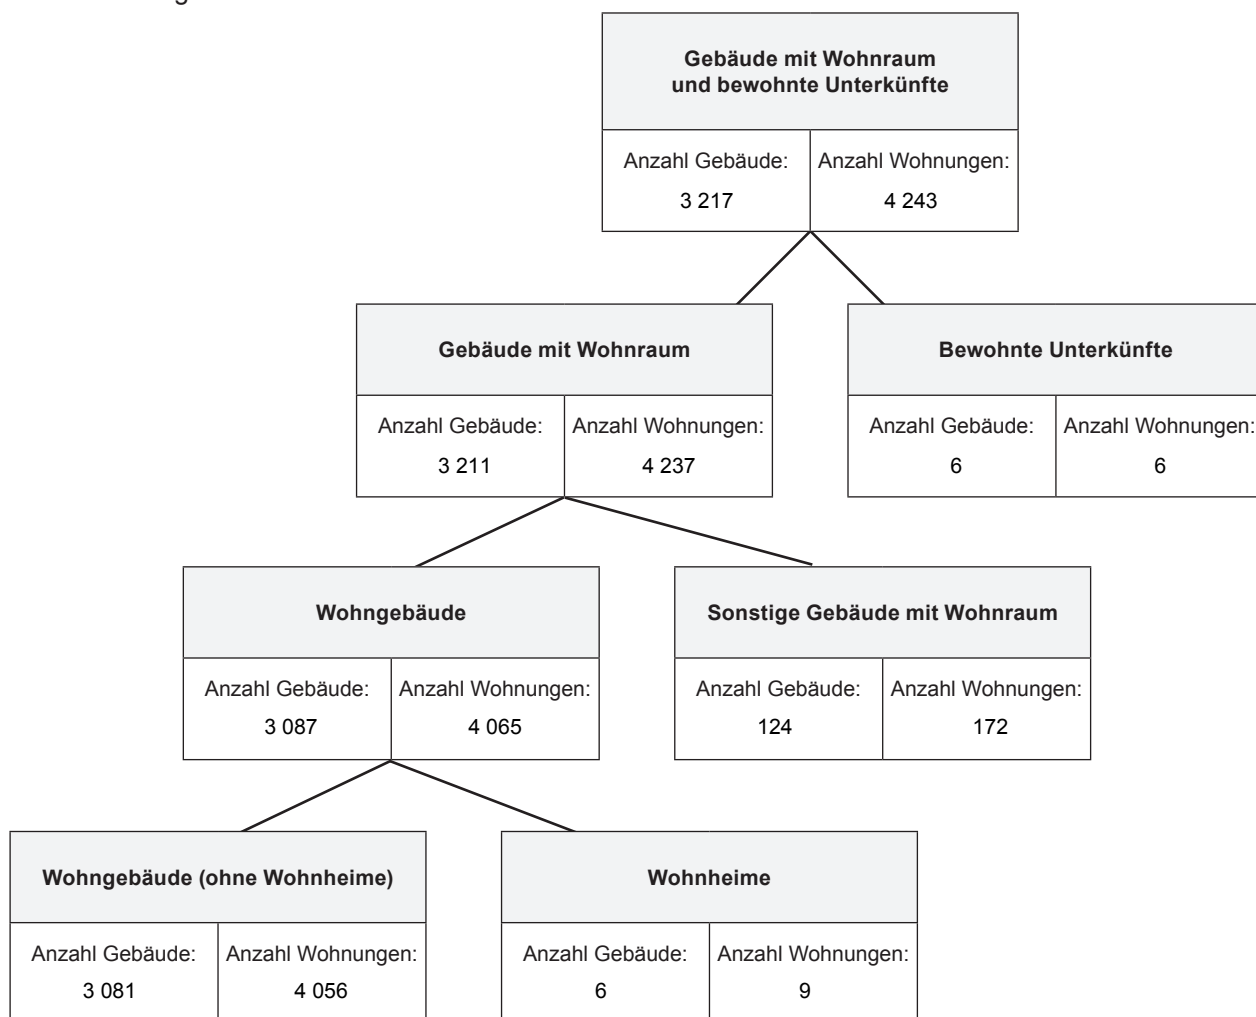 Gebäude mit Wohnraum
und bewohnte Unterkünfte
Anzahl Gebäude: Anzahl Wohnungen:
3 217 4 243
Gebäude mit Wohnraum Bewohnte Unterkünfte
Anzahl Gebäude: Anzahl Wohnungen: Anzahl Gebäude: Anzahl Wohnungen:
3 211 4 237 6 6
Wohngebäude Sonstige Gebäude mit Wohnraum
Anzahl Gebäude: Anzahl Wohnungen: Anzahl Gebäude: Anzahl Wohnungen:
3 087 4 065 124 172
Wohngebäude (ohne Wohnheime) Wohnheime
Anzahl Gebäude: Anzahl Wohnungen: Anzahl Gebäude: Anzahl Wohnungen:
3 081 4 056 6 9